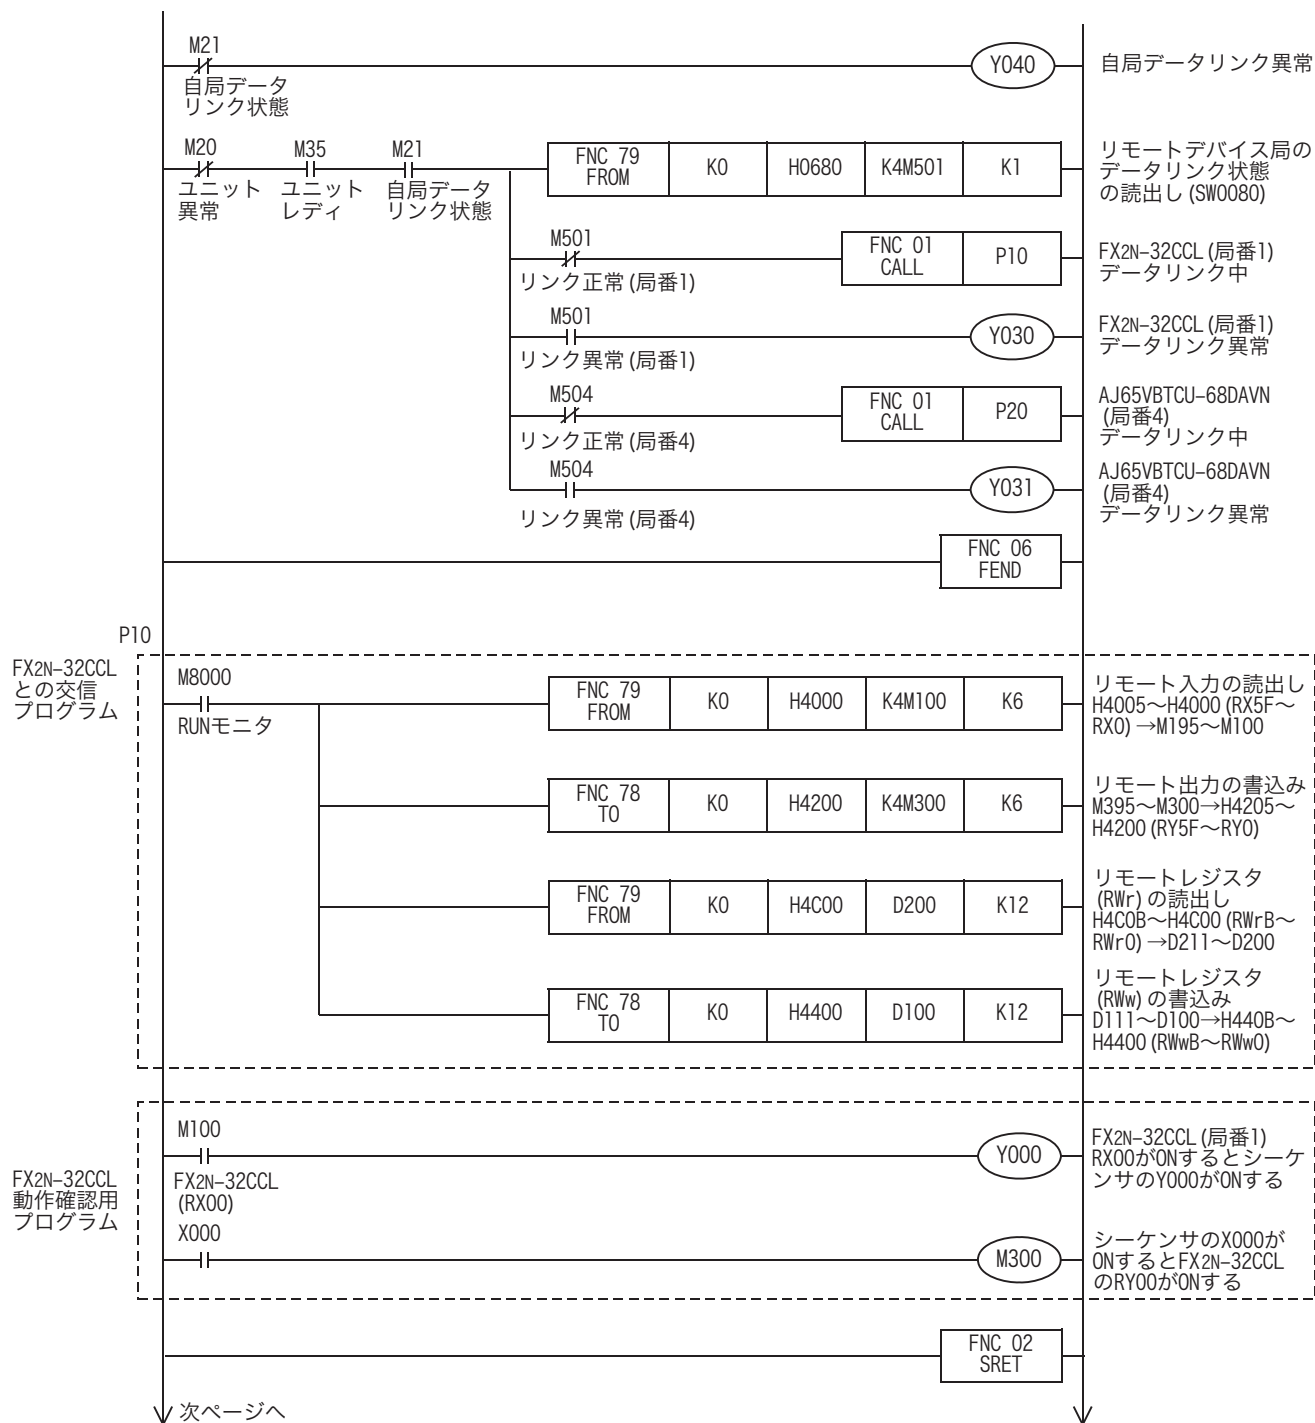 M21
自局データ
リンク状態
Y040
自局データリンク異常
M20
ユニット
異常
M35
ユニット
レディ
M21
自局データ
リンク状態
FNC 79
FROM
K0
H0680
K4M501
K1
リモートデバイス局の
データリンク状態
の読出し (SW0080)
M501
リンク正常 (局番1)
FNC 01
CALL
P10
FX2N−32CCL (局番1)
データリンク中
M501
リンク異常 (局番1)
Y030
FX2N−32CCL (局番1)
データリンク異常
M504
リンク正常 (局番4)
FNC 01
CALL
P20
AJ65VBTCU−68DAVN
(局番4)
データリンク中
M504
リンク異常 (局番4)
Y031
AJ65VBTCU−68DAVN
(局番4)
データリンク異常
FNC 06
FEND
P10
FX2N−32CCL
との交信
プログラム
M8000
RUNモニタ
FNC 79
FROM
K0
H4000
K4M100
K6
リモート入力の読出し
H4005〜H4000 (RX5F〜
RX0) →M195〜M100
FNC 78
TO
K0
H4200
K4M300
K6
リモート出力の書込み
M395〜M300→H4205〜
H4200 (RY5F〜RY0)
FNC 79
FROM
K0
H4C00
D200
K12
リモートレジスタ
(RWr) の読出し
H4C0B〜H4C00 (RWrB〜
RWr0) →D211〜D200
FNC 78
TO
K0
H4400
D100
K12
リモートレジスタ
(RWw) の書込み
D111〜D100→H440B〜
H4400 (RWwB〜RWw0)
FX2N−32CCL
動作確認用
プログラム
M100
FX2N−32CCL
(RX00)
Y000
FX2N−32CCL (局番1)
RX00がONするとシーケ
ンサのY000がONする
X000
M300
シーケンサのX000が
ONするとFX2N−32CCL
のRY00がONする
FNC 02
SRET
次ページへ